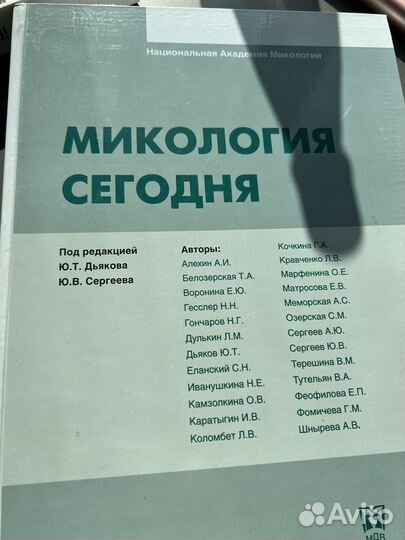 Национальная Академия Микологии
МИКОЛОГИЯ
СЕГОДНЯ
Под редакцией
Ю.Т. Дьякова
Ю.В. Сергеева
Авторы:
Алехин А.И.
Белозерская Т.А.
Воронина Е.Ю.
Гесслер Н.Н.
Гончаров Н.Г.
Дулькин Л.М.
Дьяков Ю.Т.
Еланский С.Н.
Иванушкина Н.Е.
Камзолкина О.В.
Каратыгин И.В.
Коломбет Л.В.
Кочкина Г.А.
Кравченко Л.В.
Марфенина О.Е.
Матросова Е.В.
Меморская А.С.
Озерская С.М.
Сергеев А.Ю.
Сергеев Ю.В.
Терешина В.М.
Тутельян В.А.
Феофилова Е.П.
Фомичева Г.М.
Шнырева А.В.
Avito